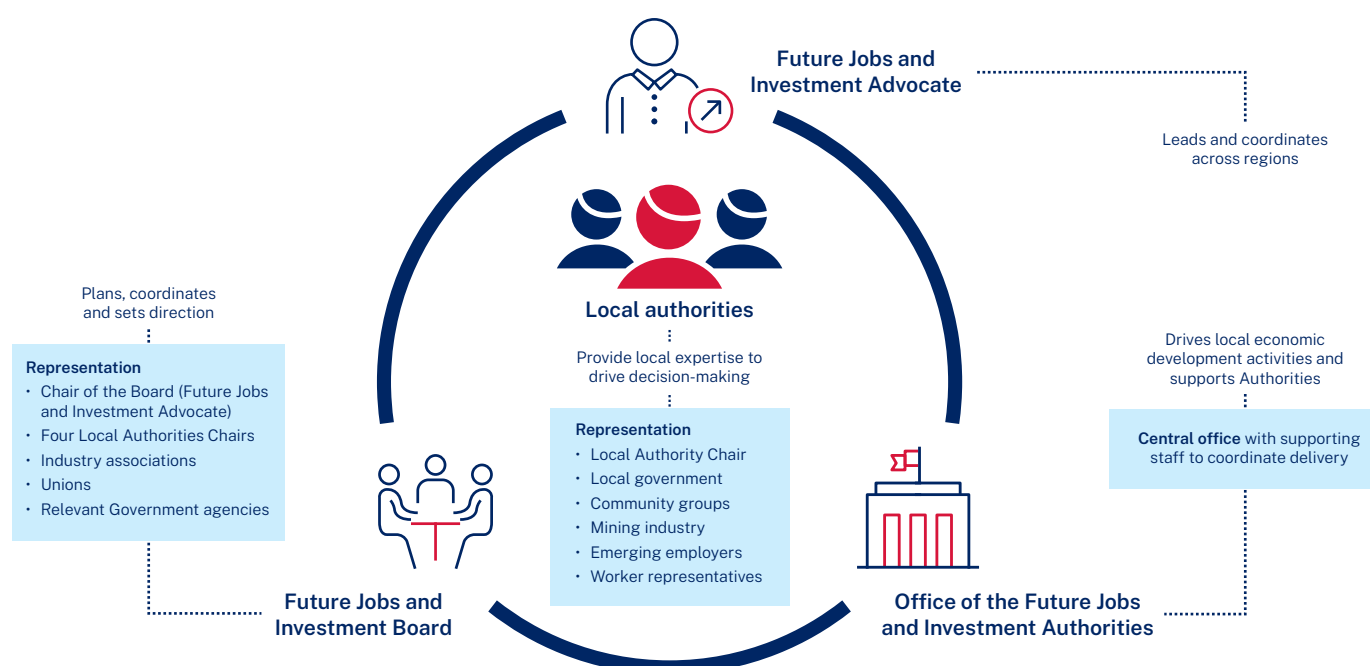 Future Jobs and
Investment Advocate
Leads and coordinates
across regions
Local authorities
Provide local expertise to
drive decision-making
Representation
• Local Authority Chair
• Local government
• Community groups
• Mining industry
• Emerging employers
• Worker representatives
Plans, coordinates
and sets direction
Representation
• Chair of the Board (Future Jobs
and Investment Advocate)
• Four Local Authorities Chairs
• Industry associations
• Unions
• Relevant Government agencies
Future Jobs and
Investment Board
Drives local economic
development activities and
supports Authorities
Central office with supporting
staff to coordinate delivery
Office of the Future Jobs
and Investment Authorities